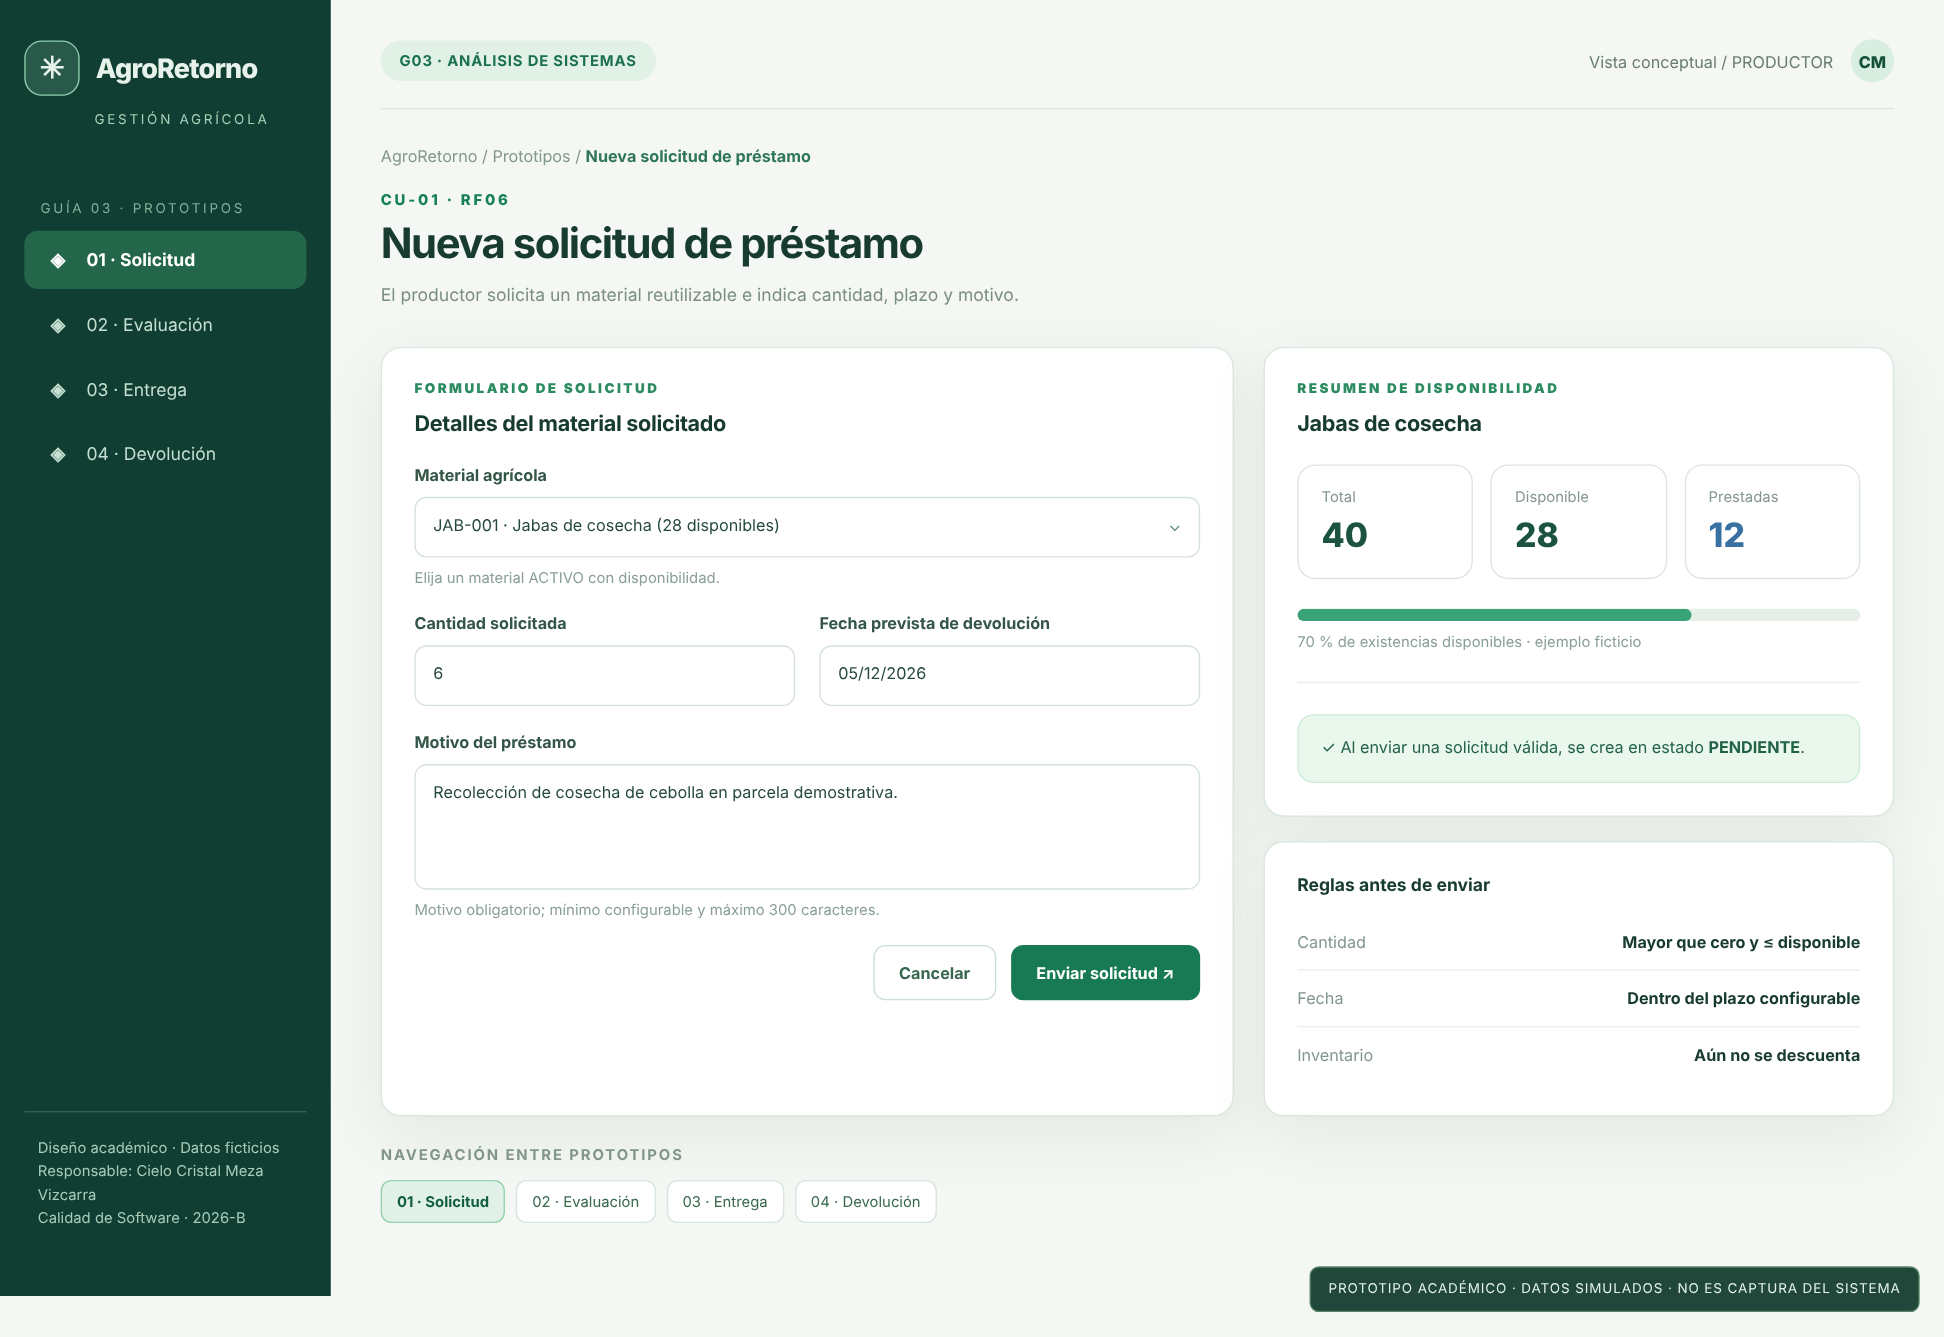 AgroRetorno
GESTIÓN AGRÍCOLA
GUÍA 03 · PROTOTIPOS
01 · Solicitud
02 · Evaluación
03 · Entrega
04 · Devolución
Diseño académico · Datos ficticios
Responsable: Cielo Cristal Meza
Vizcarra
Calidad de Software · 2026-B
G03 · ANÁLISIS DE SISTEMAS
Vista conceptual / PRODUCTOR
CM
AgroRetorno / Prototipos / Nueva solicitud de préstamo
CU-01 · RF06
Nueva solicitud de préstamo
El productor solicita un material reutilizable e indica cantidad, plazo y motivo.
FORMULARIO DE SOLICITUD
Detalles del material solicitado
Material agrícola
JAB-001 · Jabas de cosecha (28 disponibles)
Elija un material ACTIVO con disponibilidad.
Cantidad solicitada
6
Fecha prevista de devolución
05/12/2026
Motivo del préstamo
Recolección de cosecha de cebolla en parcela demostrativa.
Motivo obligatorio; mínimo configurable y máximo 300 caracteres.
Cancelar
Enviar solicitud ↗
RESUMEN DE DISPONIBILIDAD
Jabas de cosecha
Total
40
Disponible
28
Prestadas
12
70 % de existencias disponibles · ejemplo ficticio
✓ Al enviar una solicitud válida, se crea en estado PENDIENTE.
Reglas antes de enviar
Cantidad Mayor que cero y ≤ disponible
Fecha Dentro del plazo configurable
Inventario Aún no se descuenta
NAVEGACIÓN ENTRE PROTOTIPOS
01 · Solicitud
02 · Evaluación
03 · Entrega
04 · Devolución
PROTOTIPO ACADÉMICO · DATOS SIMULADOS · NO ES CAPTURA DEL SISTEMA